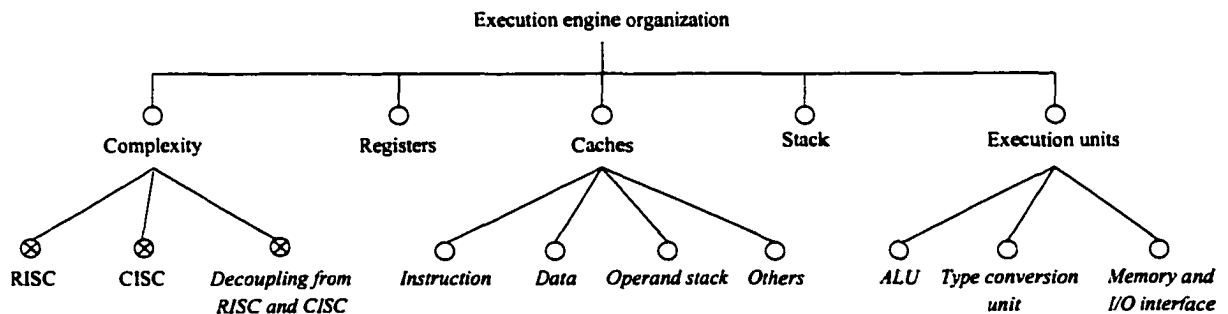 Execution engine organization
Complexity
Registers
Caches
Stack
Execution units
RISC
CISC
Decoupling from
RISC and CISC
Instruction
Data
Operand stack
Others
ALU
Type conversion
unit
Memory and
I/O interface